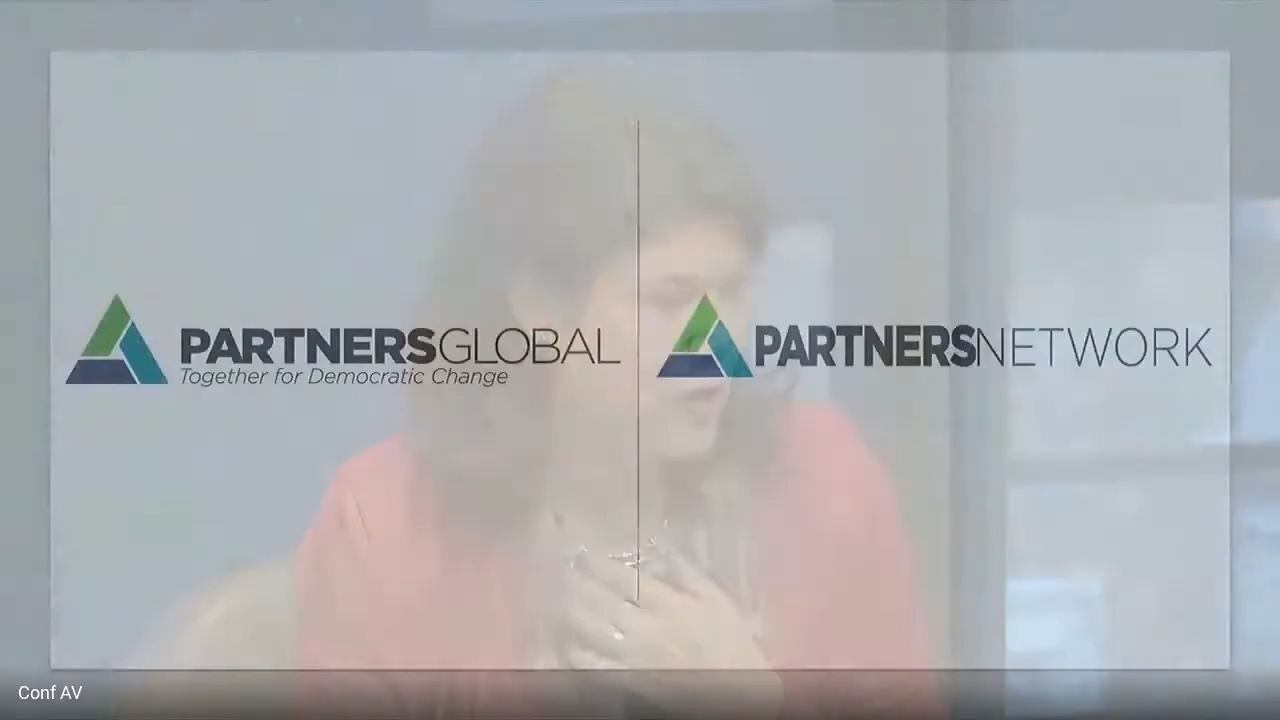 PARTNERSGLOBAL
Together for Democratic Change
PARTNERSNETWORK
Conf AV